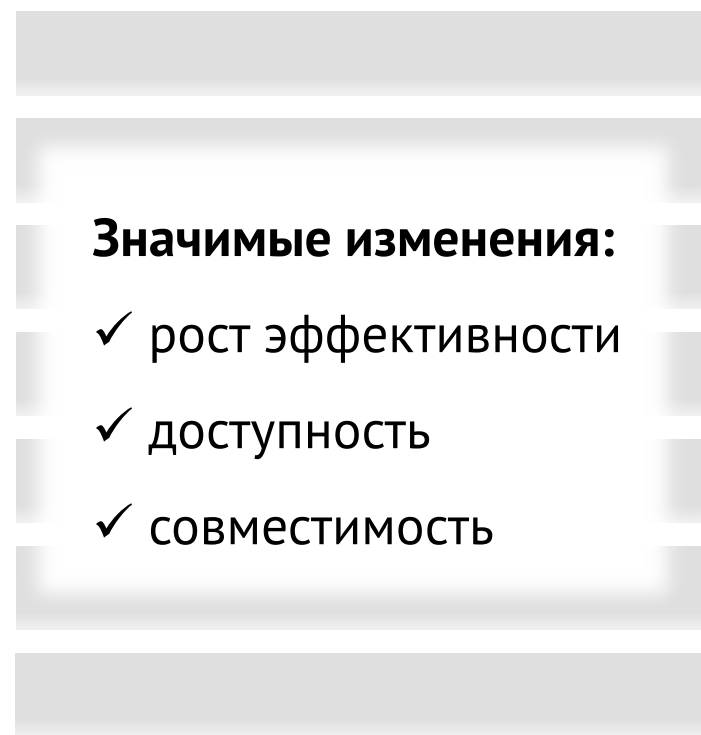 Значимые изменения:
✓ рост эффективности
✓ доступность
✓ совместимость